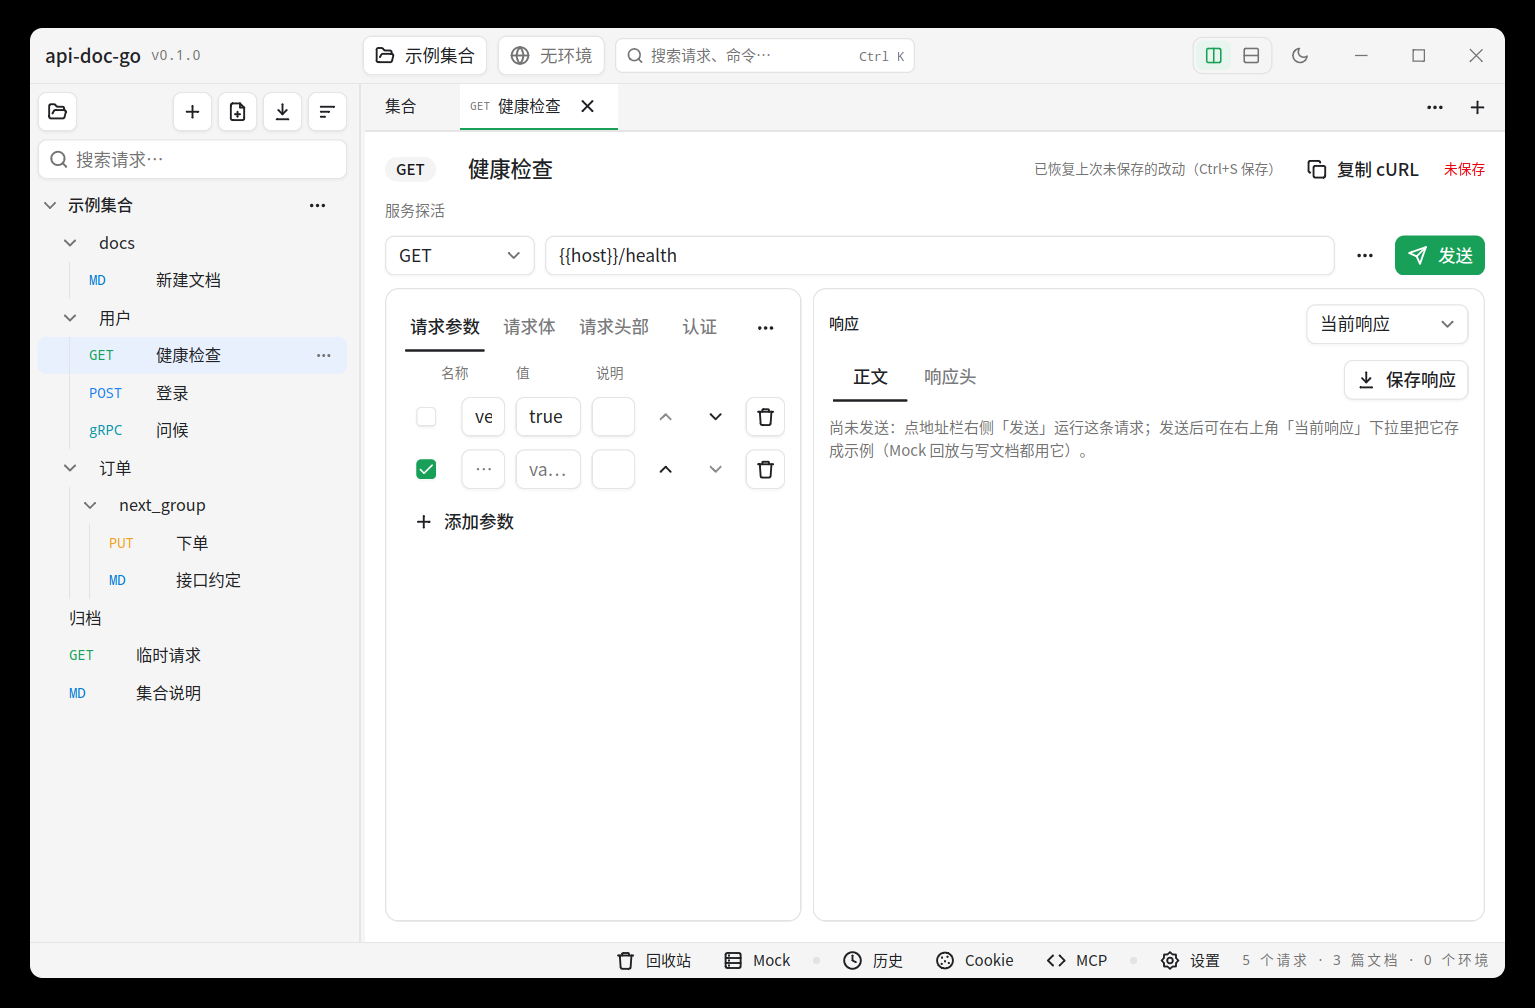 api-doc-go v0.1.0 示例集合 无环境 搜索请求、命令… Ctrl K
搜索请求…
示例集合
docs
MD 新建文档
用户
GET 健康检查
POST 登录
gRPC 问候
订单
next_group
PUT 下单
MD 接口约定
归档
GET 临时请求
MD 集合说明
集合 GET 健康检查
GET 健康检查 已恢复上次未保存的改动（Ctrl+S 保存） 复制 cURL 未保存
服务探活
GET {{host}}/health 发送
请求参数 请求体 请求头部 认证
名称 值 说明
ve true
… va…
添加参数
响应 当前响应
正文 响应头 保存响应
尚未发送：点地址栏右侧「发送」运行这条请求；发送后可在右上角「当前响应」下拉里把它存
成示例（Mock 回放与写文档都用它）。
回收站 Mock 历史 Cookie MCP 设置 5 个请求 · 3 篇文档 · 0 个环境